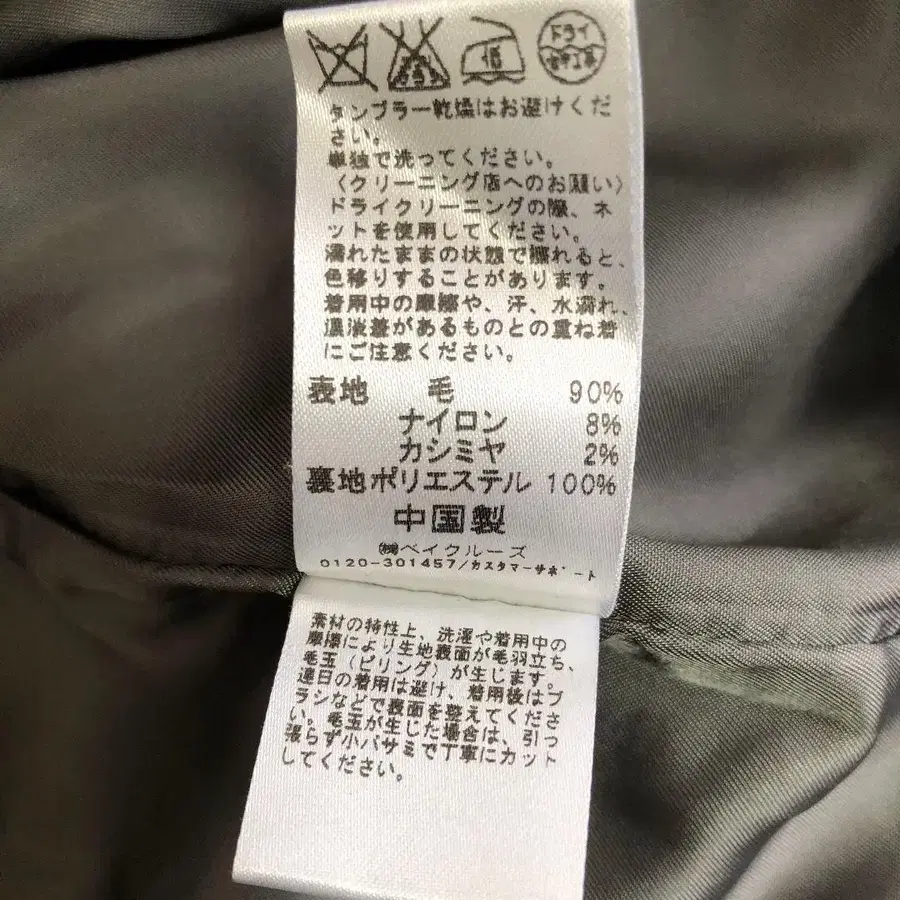 ドライ
タンブラー乾燥はお避けくだ
さい。
単独で洗ってください。
〈クリーニング店へのお願い〉
ドライクリーニングの際、ネ
ットを使用してください。
濡れたままの状態で擦れると、
色移りすることがあります。
着用中の摩擦や、汗、水濡れ、
濃淡差があるものとの重ね着
にご注意ください。
表地 毛 90%
ナイロン 8%
カシミヤ 2%
裏地ポリエステル 100%
中国製
㈱ベイクルーズ
0120-301457/カスタマーサポート
素材の特性上、洗濯や着用中の
摩擦により生地表面が毛羽立ち、
毛玉(ピリング)が生じます。
連日の着用は避け、着用後はブ
ラシなどで表面を整えてくださ
い。毛玉が生じた場合は、引っ
張らず小バサミで丁寧にカット
してください。